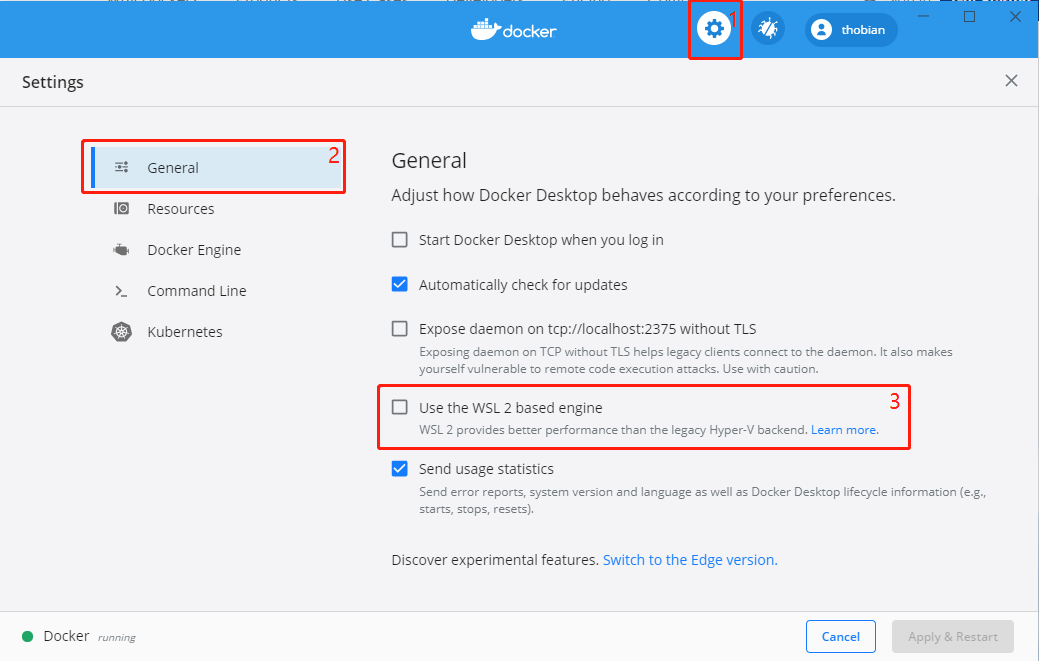 docker
1
thobian
Settings
General
2
Resources
Docker Engine
Command Line
Kubernetes
General
Adjust how Docker Desktop behaves according to your preferences.
Start Docker Desktop when you log in
Automatically check for updates
Expose daemon on tcp://localhost:2375 without TLS
Exposing daemon on TCP without TLS helps legacy clients connect to the daemon. It also makes
yourself vulnerable to remote code execution attacks. Use with caution.
Use the WSL 2 based engine
3
WSL 2 provides better performance than the legacy Hyper-V backend. Learn more.
Send usage statistics
Send error reports, system version and language as well as Docker Desktop lifecycle information (e.g.,
starts, stops, resets).
Discover experimental features. Switch to the Edge version.
Docker running
Cancel
Apply & Restart